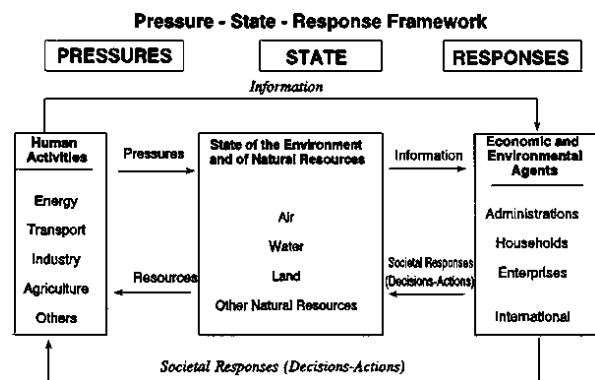 Pressure - State - Response Framework
PRESSURES
STATE
RESPONSES
Information
Human
Activities
Energy
Transport
Industry
Agriculture
Others
Pressures
Resources
State of the Environment
and of Natural Resources
Air
Water
Land
Other Natural Resources
Information
Societal Responses
(Decisions-Actions)
Economic and
Environmental
Agents
Administrations
Households
Enterprises
International
Societal Responses (Decisions-Actions)